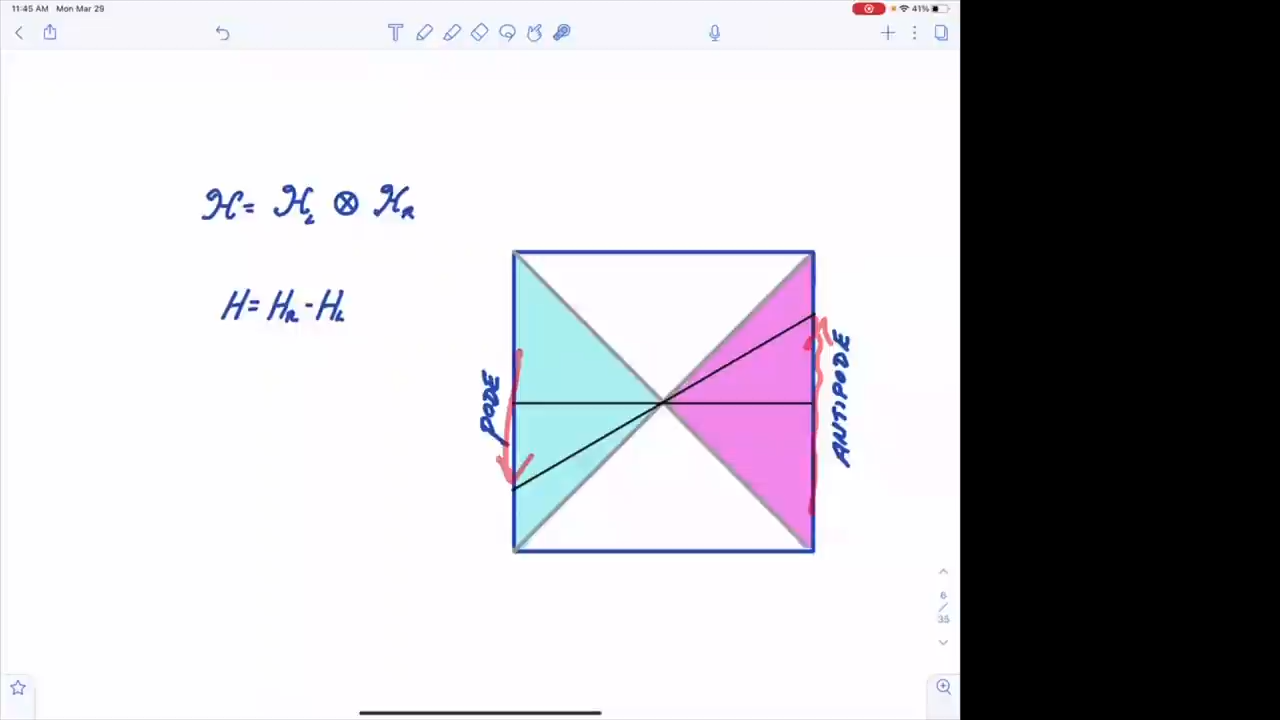 11:45 AM Mon Mar 29
41%
ℋ = ℋ_L ⊗ ℋ_R
H = H_R - H_L
PODE
ANTIPODE
6
/
35